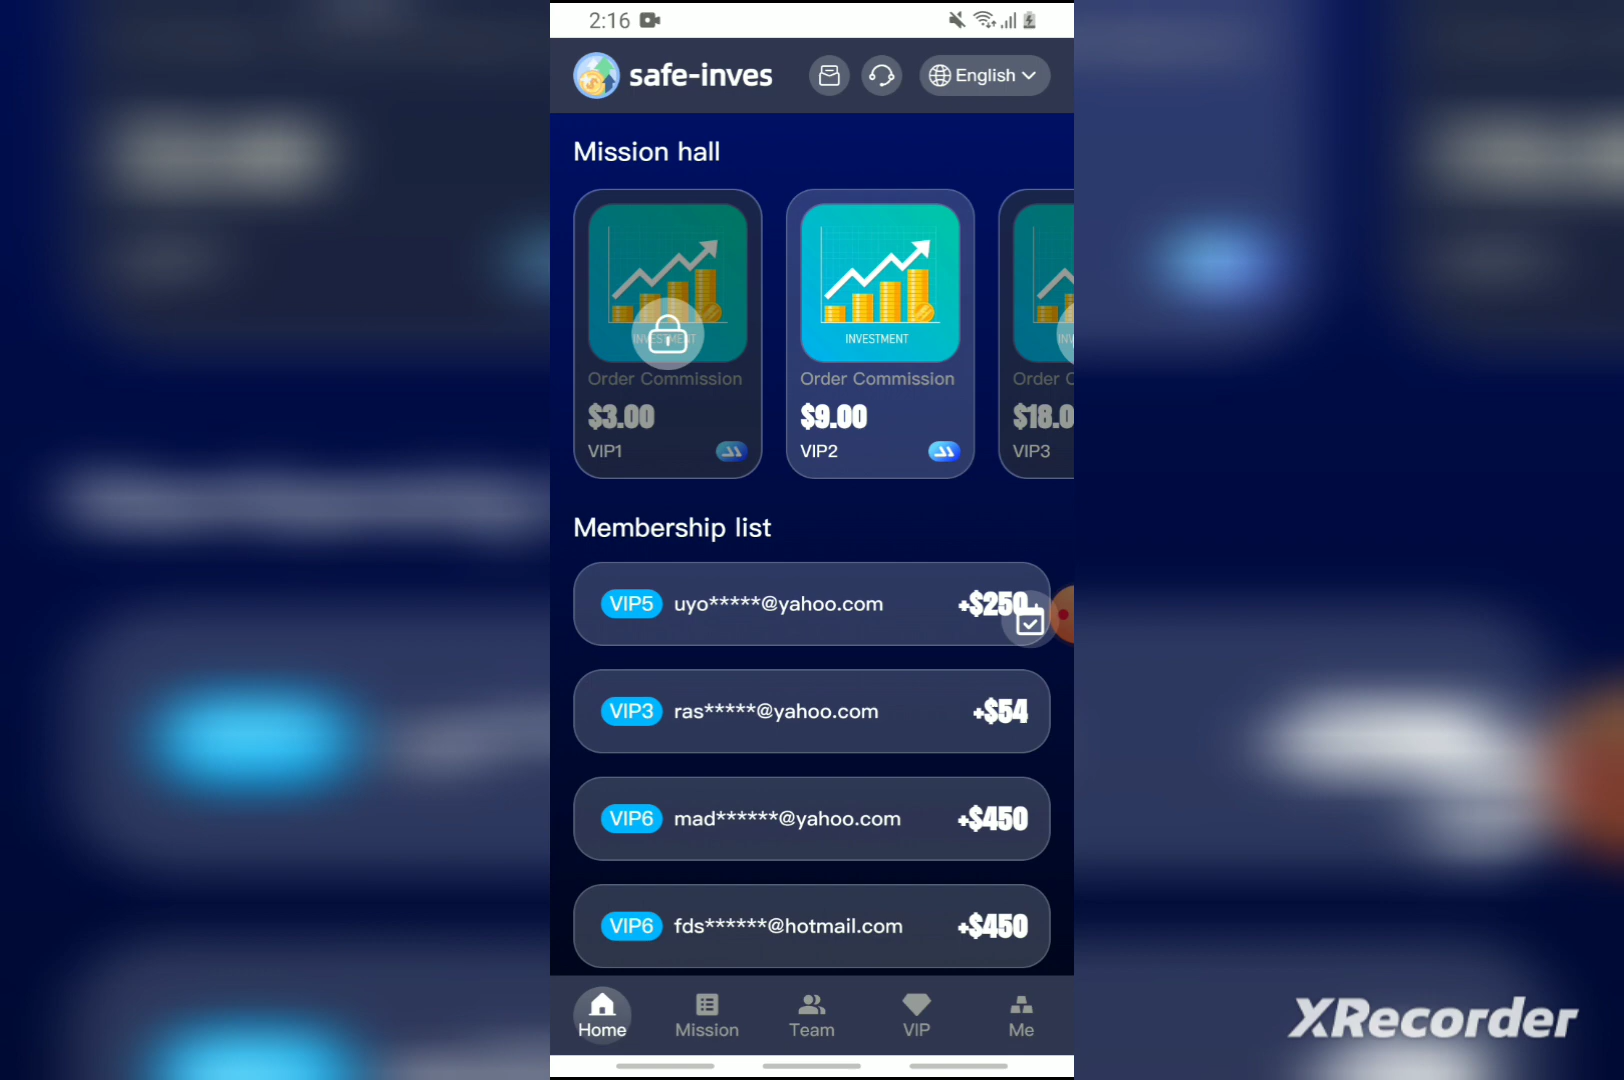 2:16
safe-inves
English
Mission hall
INVESTMENT
INVESTMENT
Order Commission
Order Commission
Order C
$3.00
$9.00
$18.0
VIP1
VIP2
VIP3
Membership list
VIP5 uyo*****@yahoo.com +$250
VIP3 ras*****@yahoo.com +$54
VIP6 mad******@yahoo.com +$450
VIP6 fds******@hotmail.com +$450
Home
Mission
Team
VIP
Me
XRecorder